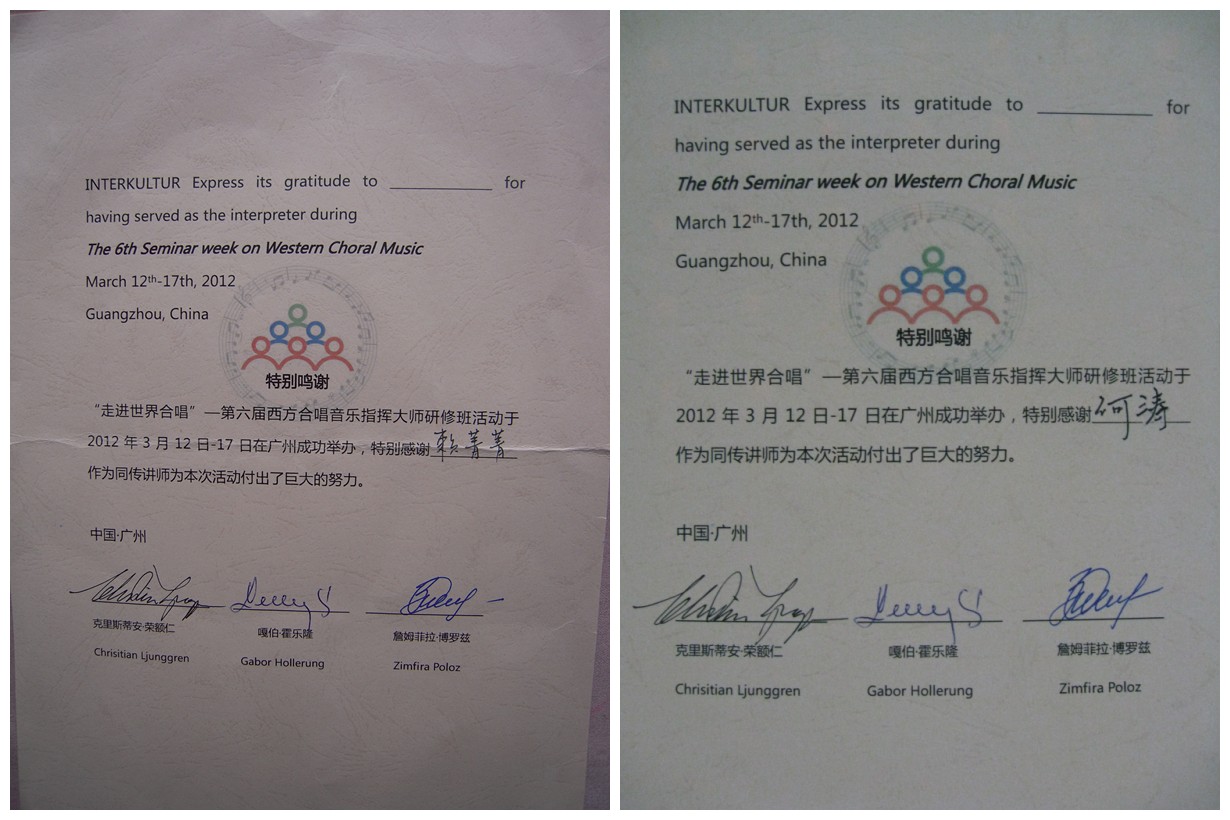 INTERKULTUR Express its gratitude to ___________ for
having served as the interpreter during
The 6th Seminar week on Western Choral Music
March 12th-17th, 2012
Guangzhou, China
特别鸣谢
“走进世界合唱”—第六届西方合唱音乐指挥大师研修班活动于
2012 年 3 月 12 日-17 日在广州成功举办，特别感谢 赖菁菁
作为同传讲师为本次活动付出了巨大的努力。
中国·广州
克里斯蒂安·荣额仁 嘎伯·霍乐隆 詹姆菲拉·博罗兹
Chrisitian Ljunggren Gabor Hollerung Zimfira Poloz
INTERKULTUR Express its gratitude to ___________ for
having served as the interpreter during
The 6th Seminar week on Western Choral Music
March 12th-17th, 2012
Guangzhou, China
特别鸣谢
“走进世界合唱”—第六届西方合唱音乐指挥大师研修班活动于
2012 年 3 月 12 日-17 日在广州成功举办，特别感谢 何涛
作为同传讲师为本次活动付出了巨大的努力。
中国·广州
克里斯蒂安·荣额仁 嘎伯·霍乐隆 詹姆菲拉·博罗兹
Chrisitian Ljunggren Gabor Hollerung Zimfira Poloz